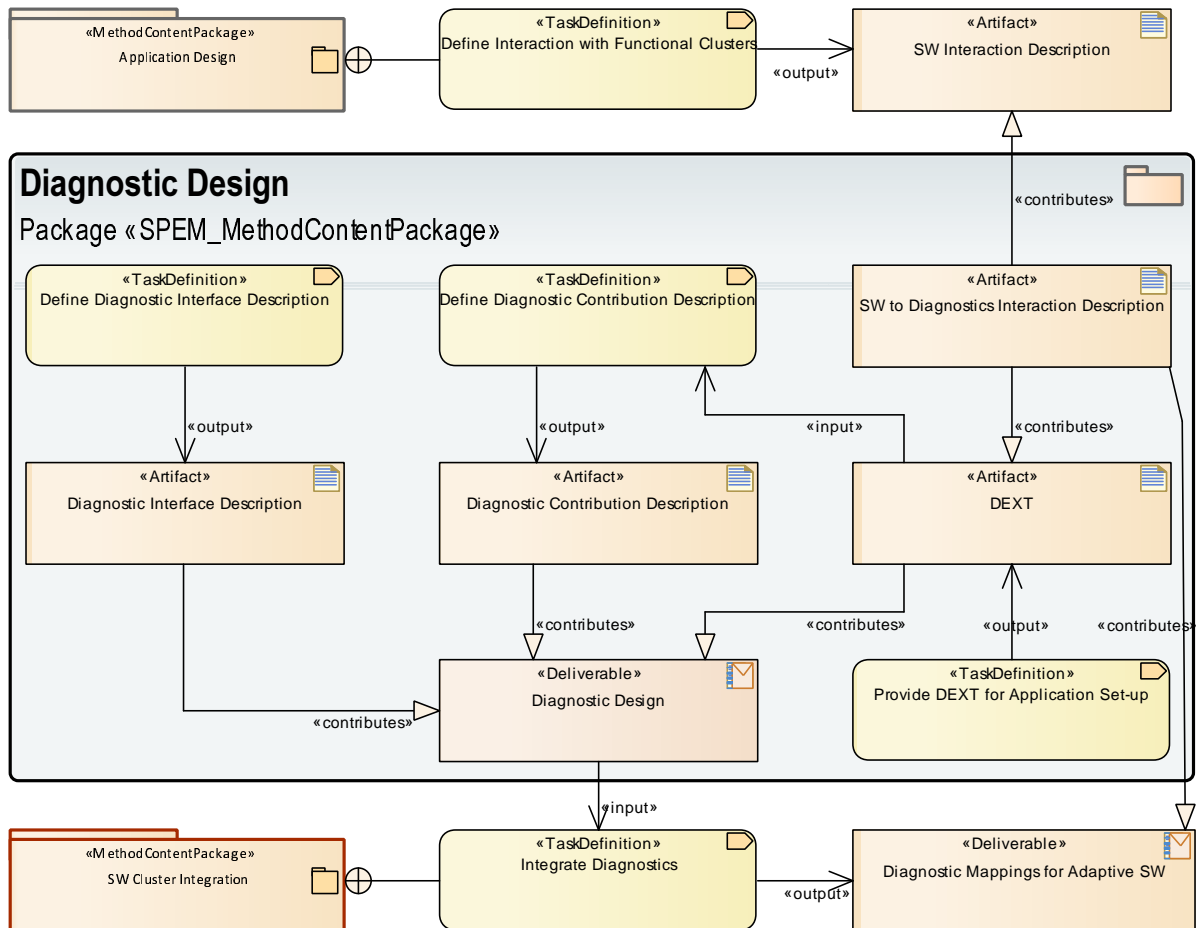 «MethodContentPackage»
Application Design
«TaskDefinition»
Define Interaction with Functional Clusters
«output»
«Artifact»
SW Interaction Description
Diagnostic Design
Package «SPEM_MethodContentPackage»
«contributes»
«TaskDefinition»
Define Diagnostic Interface Description
«TaskDefinition»
Define Diagnostic Contribution Description
«Artifact»
SW to Diagnostics Interaction Description
«output»
«output»
«input»
«contributes»
«Artifact»
Diagnostic Interface Description
«Artifact»
Diagnostic Contribution Description
«Artifact»
DEXT
«contributes»
«contributes»
«output»
«contributes»
«Deliverable»
Diagnostic Design
«TaskDefinition»
Provide DEXT for Application Set-up
«contributes»
«input»
«MethodContentPackage»
SW Cluster Integration
«TaskDefinition»
Integrate Diagnostics
«output»
«Deliverable»
Diagnostic Mappings for Adaptive SW